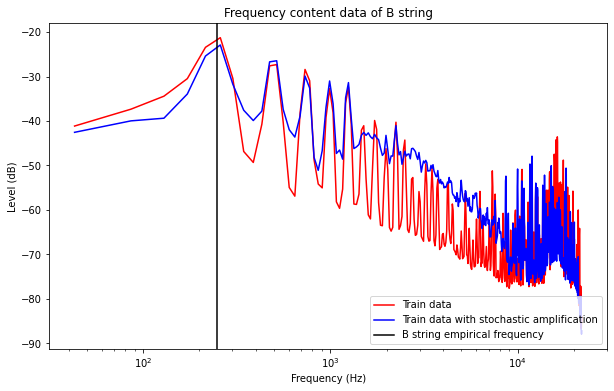 Frequency content data of B string
Level (dB)
−20
−30
−40
−50
−60
−70
−80
−90
Train data
Train data with stochastic amplification
B string empirical frequency
10² 10³ 10⁴
Frequency (Hz)